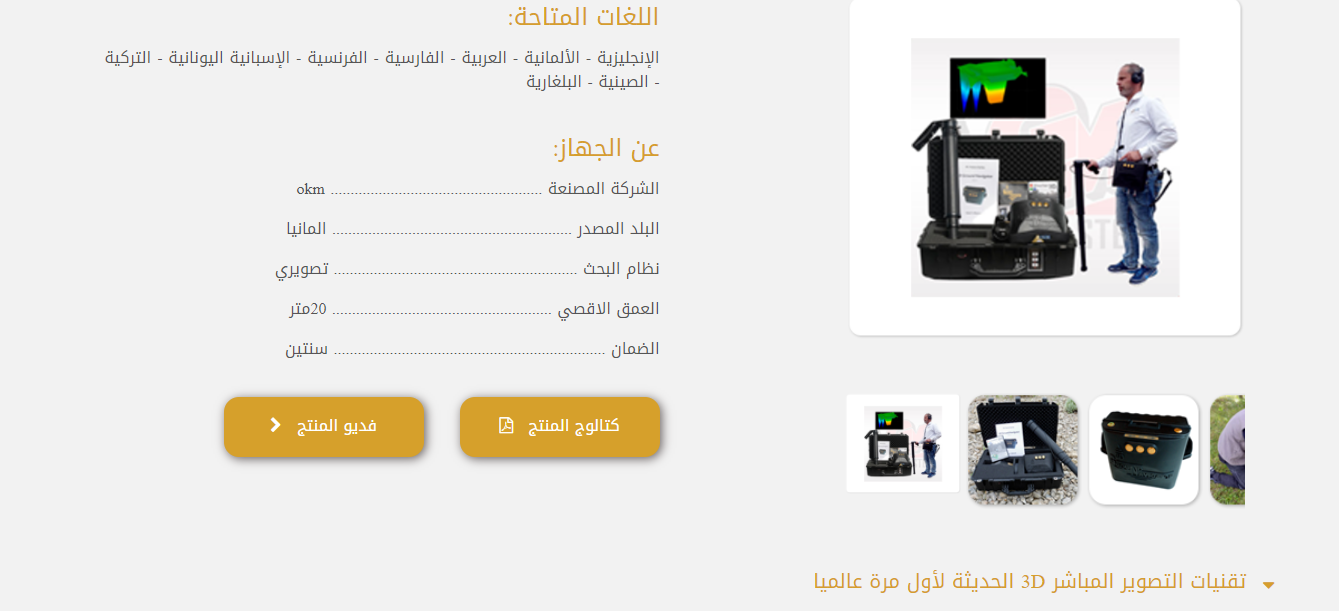 اللغات المتاحة:
الإنجليزية - الألمانية - العربية - الفارسية - الفرنسية - الإسبانية اليونانية - التركية
- الصينية - البلغارية
عن الجهاز:
الشركة المصنعة ..................................................... okm
البلد المصدر ............................................................ المانيا
نظام البحث ............................................................. تصويري
العمق الاقصي ....................................................... 20متر
الضمان .................................................................... سنتين
كتالوج المنتج
فديو المنتج
تقنيات التصوير المباشر 3D الحديثة لأول مرة عالميا